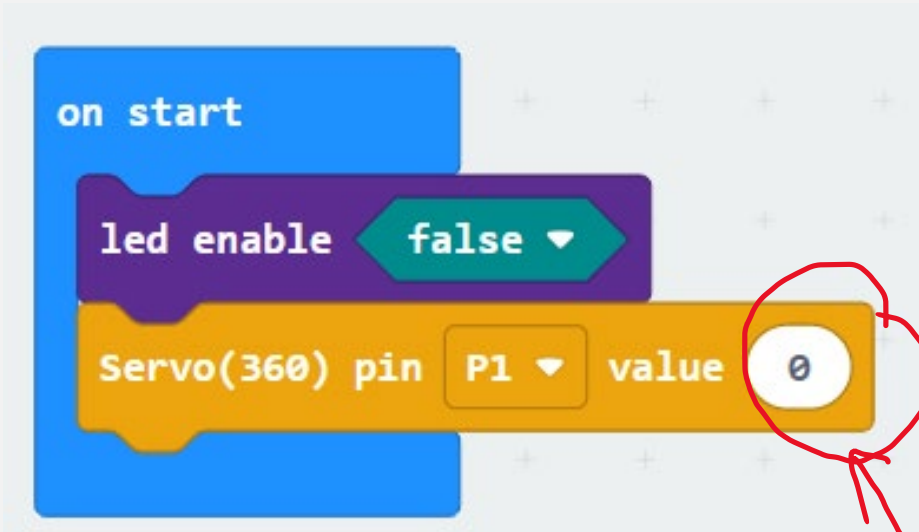 on start
led enable false
Servo(360) pin P1 value 0